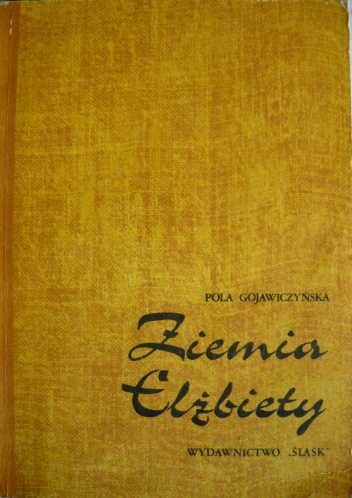 POLA GOJAWICZYŃSKA
Ziemia
Elżbiety
WYDAWNICTWO „ŚLĄSK"